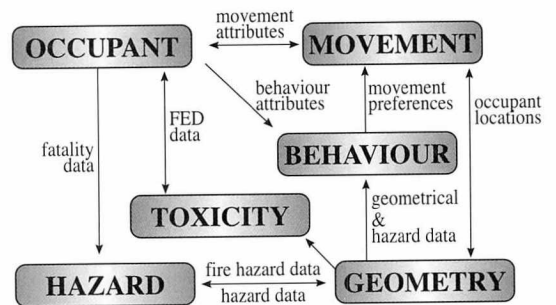 movement
attributes
OCCUPANT
MOVEMENT
behaviour
attributes
movement
preferences
occupant
locations
FED
data
fatality
data
BEHAVIOUR
TOXICITY
geometrical
&
hazard data
HAZARD
fire hazard data
hazard data
GEOMETRY